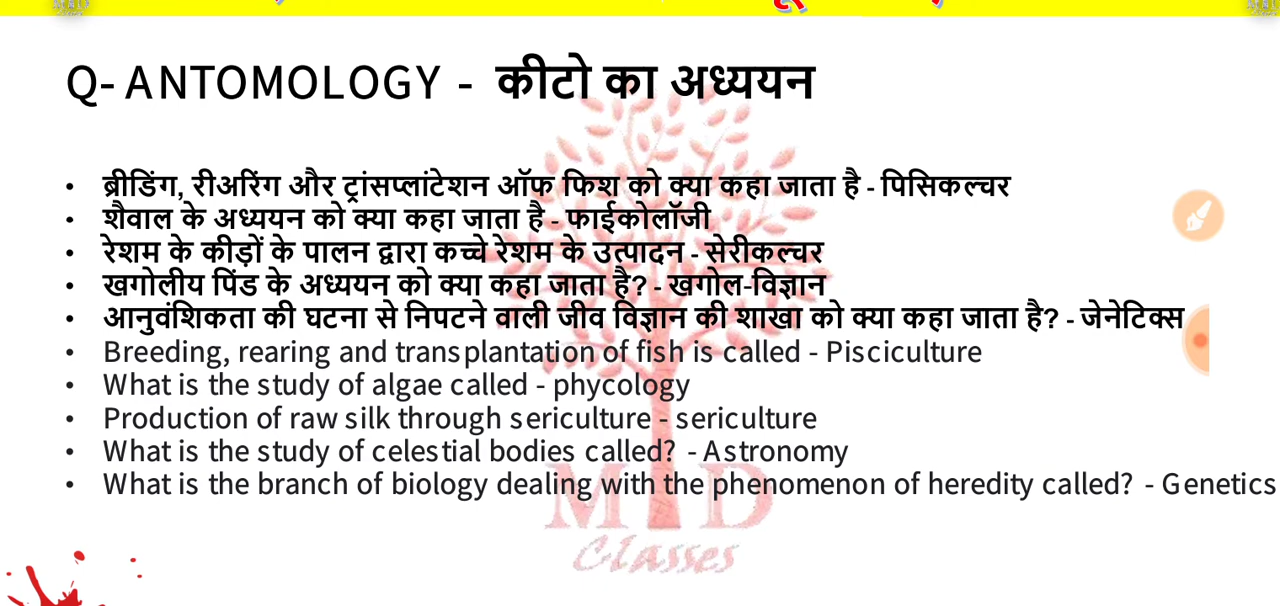 Q- ANTOMOLOGY - कीटो का अध्ययन
• ब्रीडिंग, रीअरिंग और ट्रांसप्लांटेशन ऑफ फिश को क्या कहा जाता है - पिसिकल्चर
• शैवाल के अध्ययन को क्या कहा जाता है - फाईकोलॉजी
• रेशम के कीड़ों के पालन द्वारा कच्चे रेशम के उत्पादन - सेरीकल्चर
• खगोलीय पिंड के अध्ययन को क्या कहा जाता है? - खगोल-विज्ञान
• आनुवंशिकता की घटना से निपटने वाली जीव विज्ञान की शाखा को क्या कहा जाता है? - जेनेटिक्स
• Breeding, rearing and transplantation of fish is called - Pisciculture
• What is the study of algae called - phycology
• Production of raw silk through sericulture - sericulture
• What is the study of celestial bodies called? - Astronomy
• What is the branch of biology dealing with the phenomenon of heredity called? - Genetics
M D
Classes